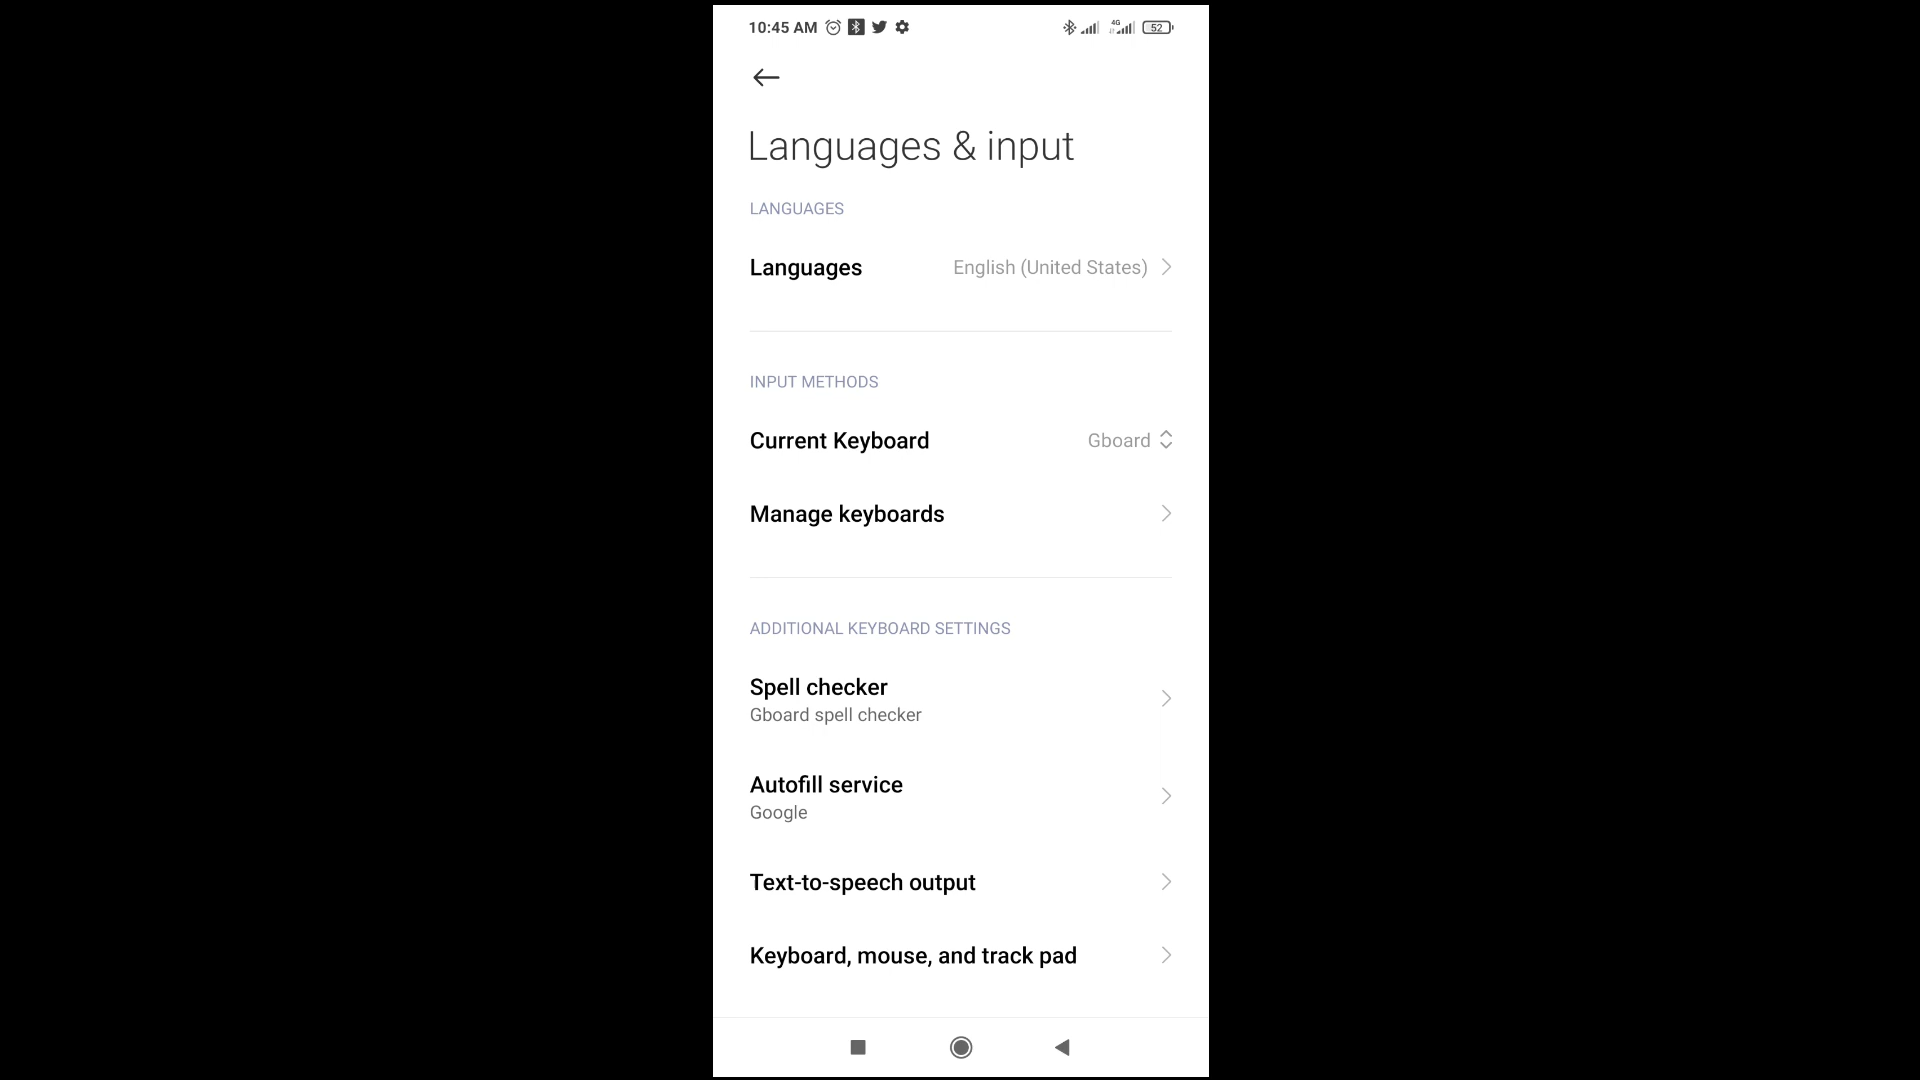 10:45 AM
4G
52
Languages & input
LANGUAGES
Languages English (United States)
INPUT METHODS
Current Keyboard Gboard
Manage keyboards
ADDITIONAL KEYBOARD SETTINGS
Spell checker
Gboard spell checker
Autofill service
Google
Text-to-speech output
Keyboard, mouse, and track pad